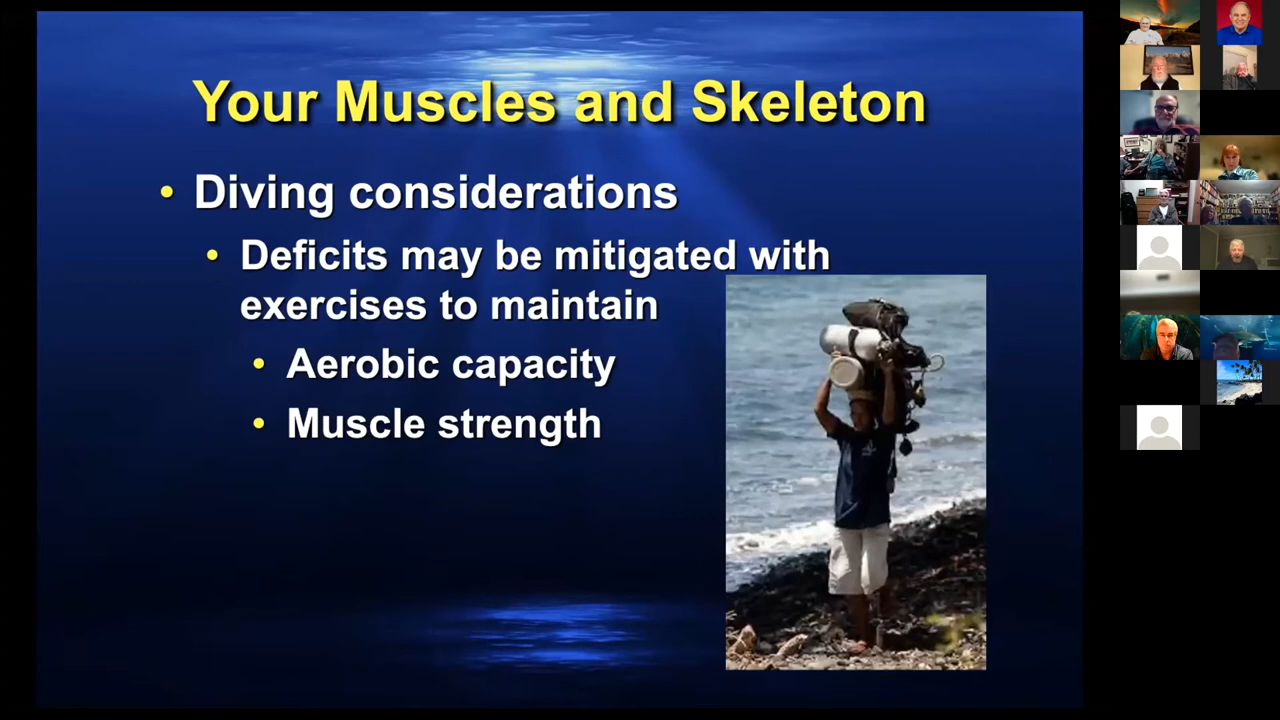 Your Muscles and Skeleton
• Diving considerations
• Deficits may be mitigated with
exercises to maintain
• Aerobic capacity
• Muscle strength